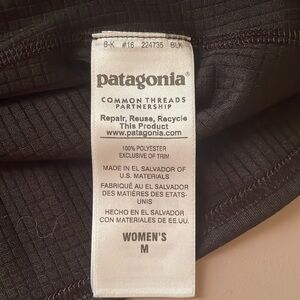 8-K #16 224735 BLK
patagonia®
COMMON THREADS
PARTNERSHIP
Repair, Reuse, Recycle
This Product
www.patagonia.com
100% POLYESTER
EXCLUSIVE OF TRIM
MADE IN EL SALVADOR OF
U.S. MATERIALS
FABRIQUÉ AU EL SALVADOR
DES MATIÈRES DES ETATS-
UNIS
HECHO EN EL SALVADOR
CON MATERIALES DE EE.UU.
WOMEN'S
M